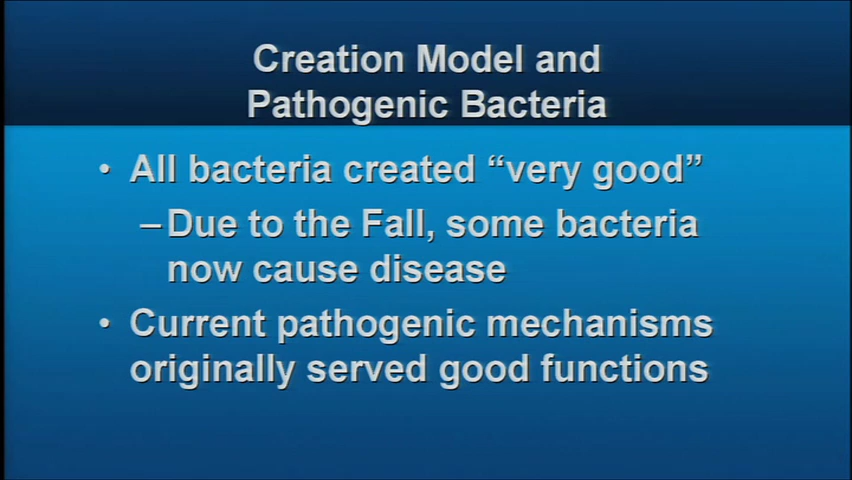 Creation Model and
Pathogenic Bacteria
• All bacteria created “very good”
– Due to the Fall, some bacteria
now cause disease
• Current pathogenic mechanisms
originally served good functions